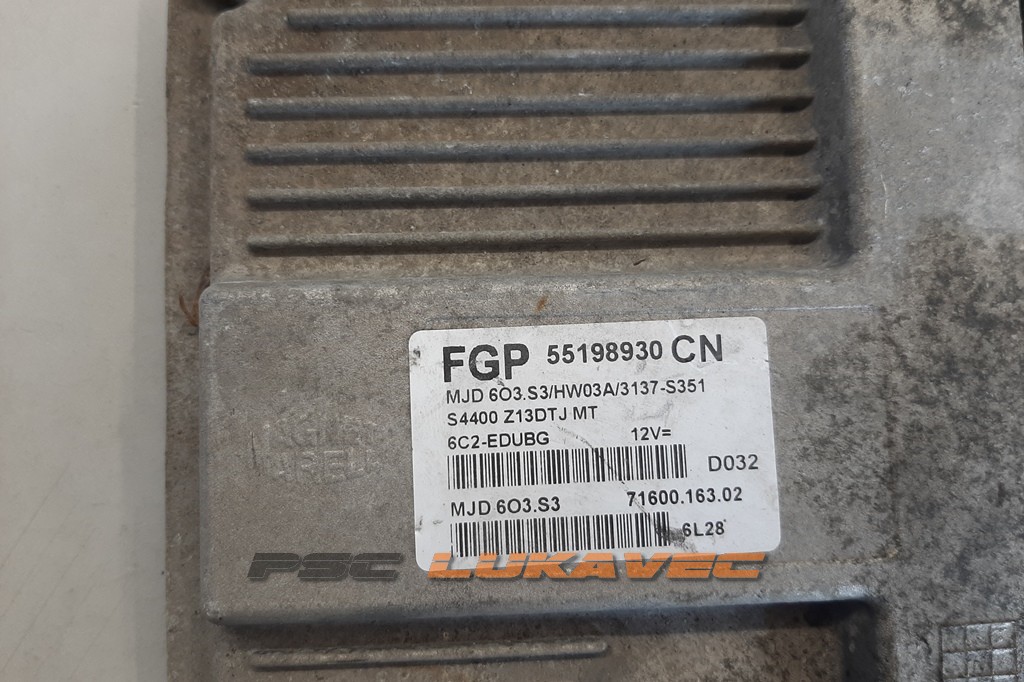 FGP 55198930 CN
MJD 6O3.S3/HW03A/3137-S351
S4400 Z13DTJ MT
6C2-EDUBG 12V=
D032
MJD 6O3.S3 71600.163.02
6L28
PSC LUKAVEC